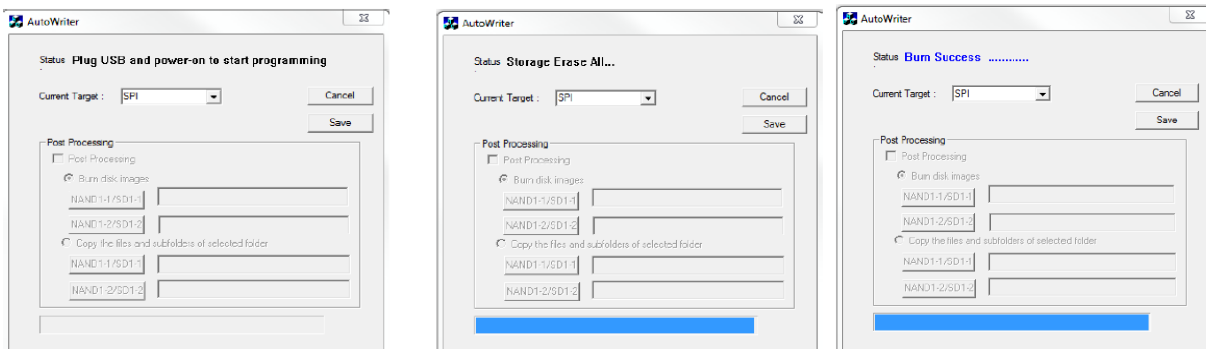 AutoWriter
Status Plug USB and power-on to start programming
Current Target : SPI Cancel
Save
Post Processing
Post Processing
Burn disk images
NAND1-1/SD1-1
NAND1-2/SD1-2
Copy the files and subfolders of selected folder
NAND1-1/SD1-1
NAND1-2/SD1-2
AutoWriter
Status Storage Erase All...
Current Target : SPI Cancel
Save
Post Processing
Post Processing
Burn disk images
NAND1-1/SD1-1
NAND1-2/SD1-2
Copy the files and subfolders of selected folder
NAND1-1/SD1-1
NAND1-2/SD1-2
AutoWriter
Status Burn Success ............
Current Target : SPI Cancel
Save
Post Processing
Post Processing
Burn disk images
NAND1-1/SD1-1
NAND1-2/SD1-2
Copy the files and subfolders of selected folder
NAND1-1/SD1-1
NAND1-2/SD1-2